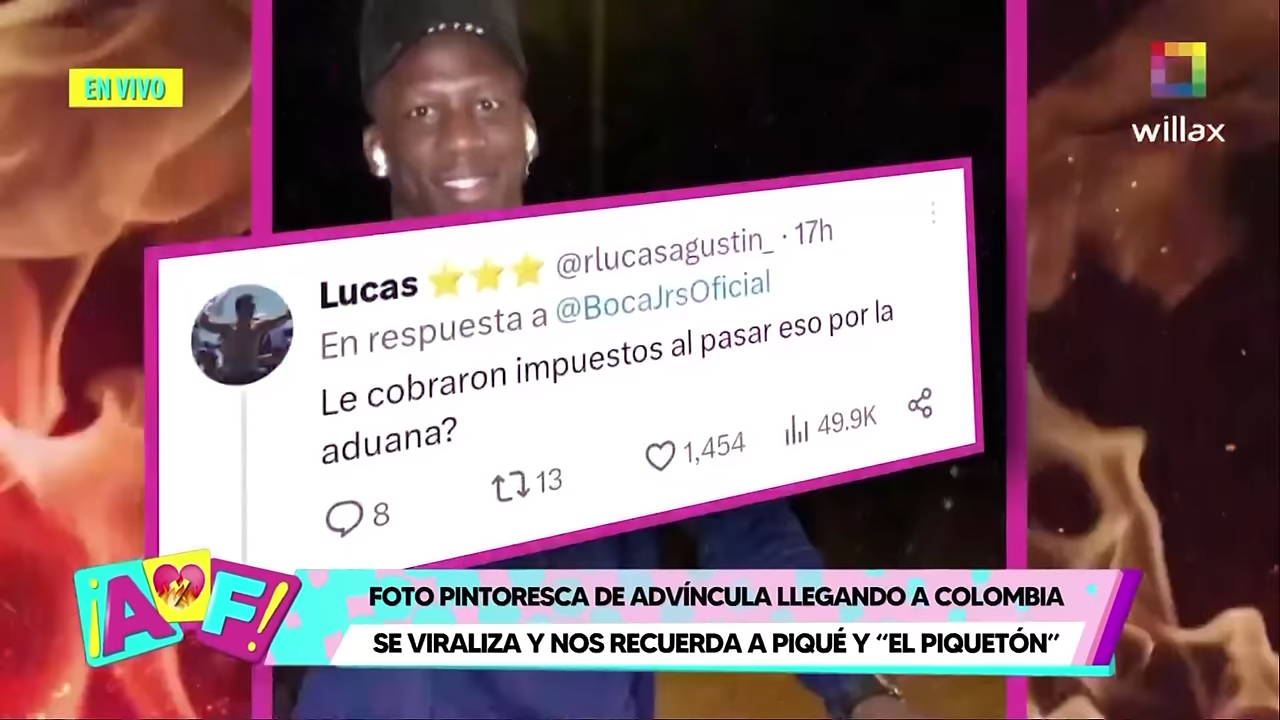 EN VIVO
willax
Lucas ⭐⭐⭐ @rlucasagustin_ · 17h
En respuesta a @BocaJrsOficial
Le cobraron impuestos al pasar eso por la
aduana?
8 13 1,454 49.9K
¡A F!
FOTO PINTORESCA DE ADVÍNCULA LLEGANDO A COLOMBIA
SE VIRALIZA Y NOS RECUERDA A PIQUÉ Y “EL PIQUETÓN”